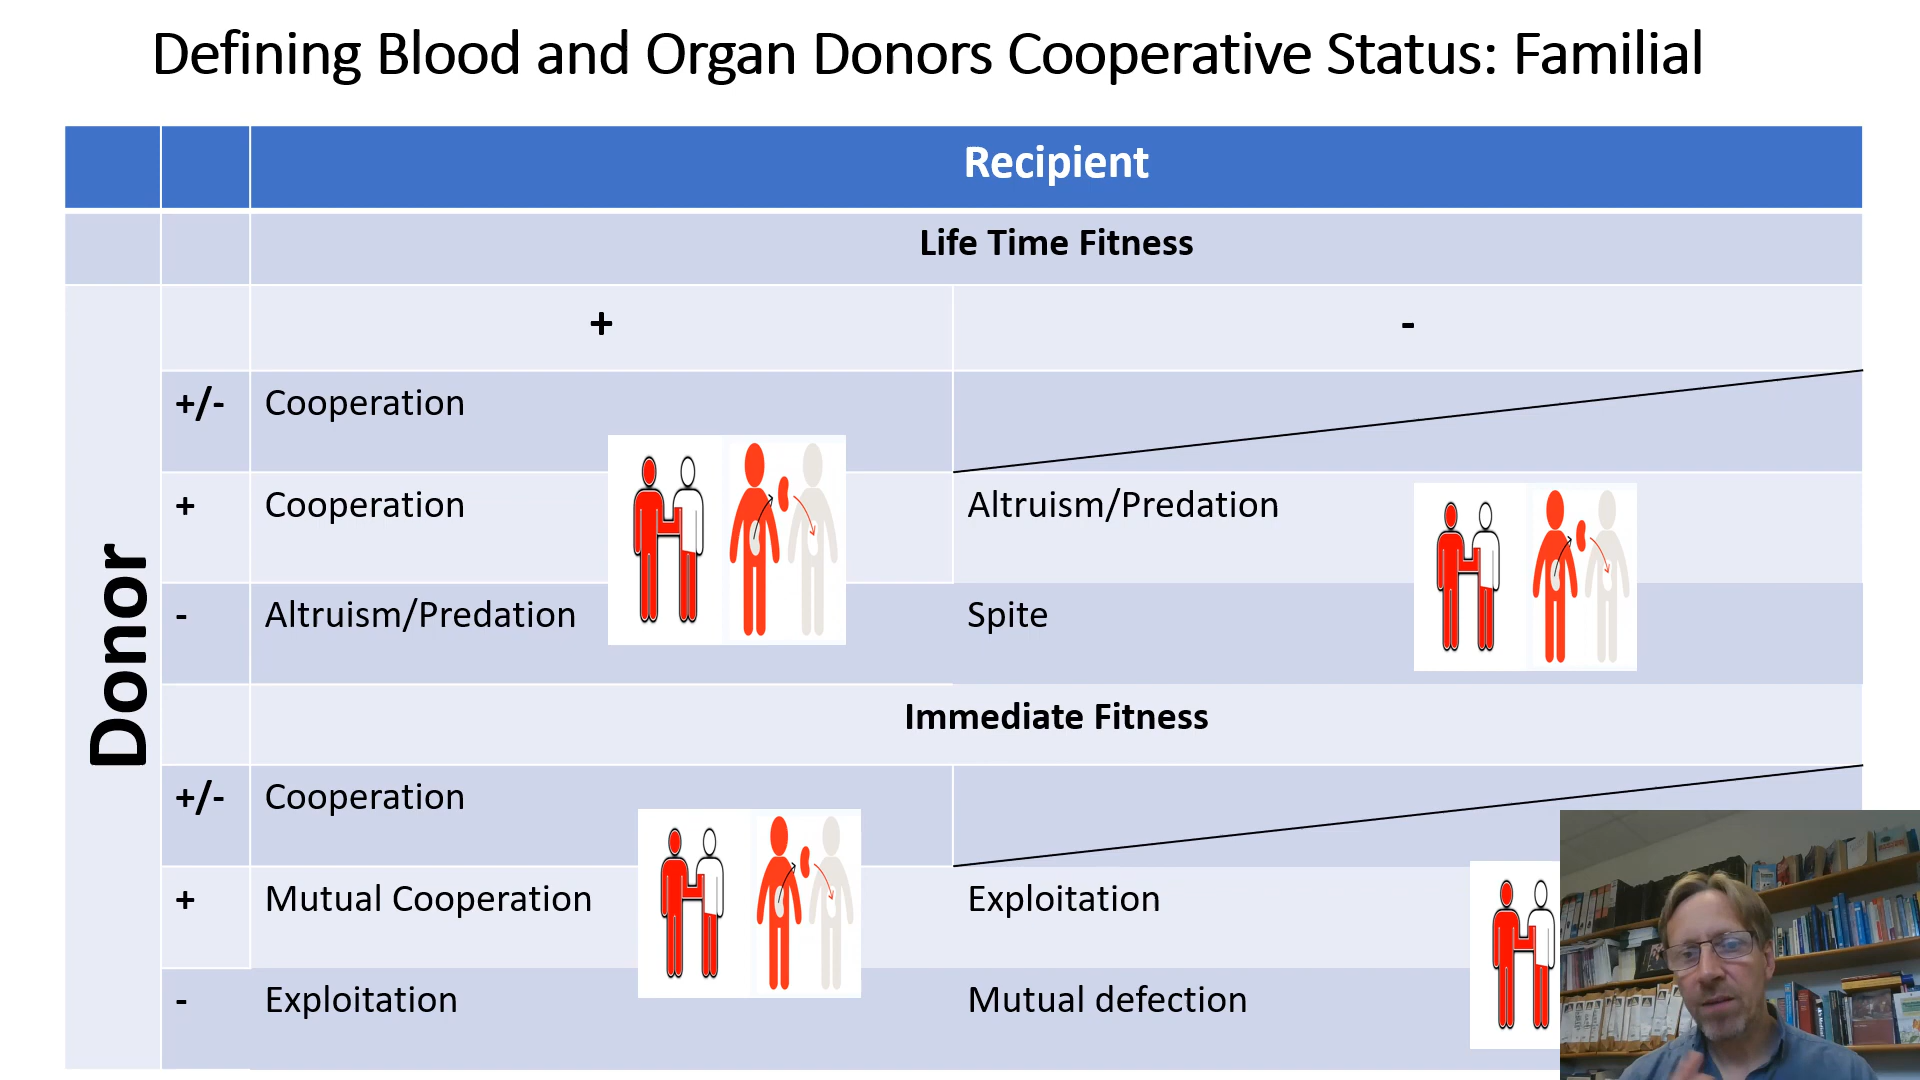 Defining Blood and Organ Donors Cooperative Status: Familial
Recipient
Life Time Fitness
+ -
Donor
+/- Cooperation
+ Cooperation Altruism/Predation
- Altruism/Predation Spite
Immediate Fitness
+/- Cooperation
+ Mutual Cooperation Exploitation
- Exploitation Mutual defection